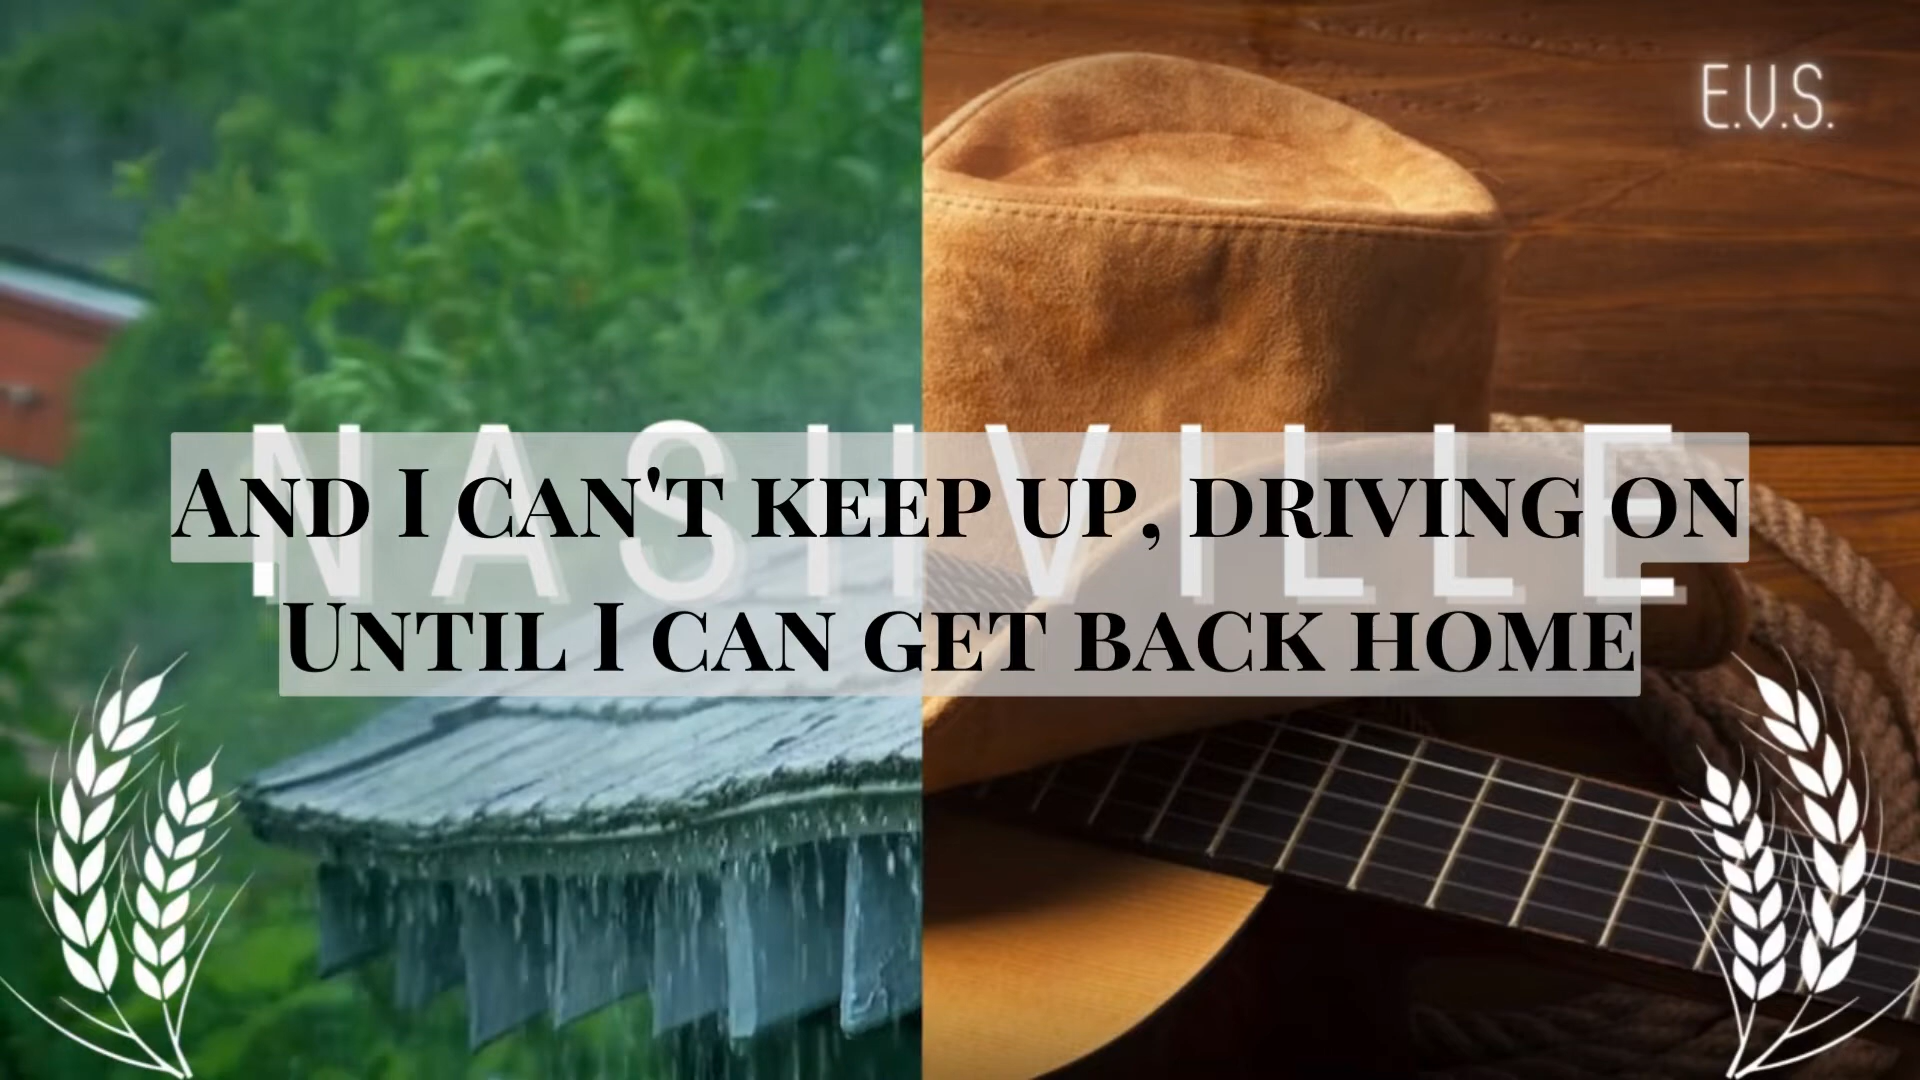 E.V.S.
NASHVILLE
And I can't keep up, driving on
Until I can get back home